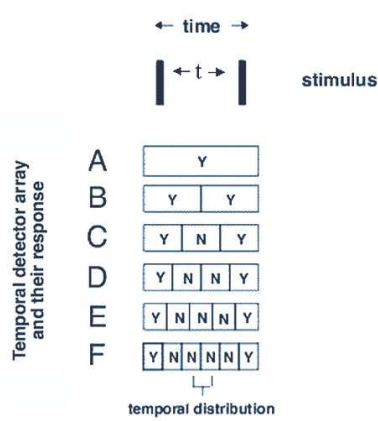 ← time →
← t →
stimulus
Temporal detector array
and their response
A Y
B Y Y
C Y N Y
D Y N N Y
E Y N N N Y
F Y N N N N Y
temporal distribution